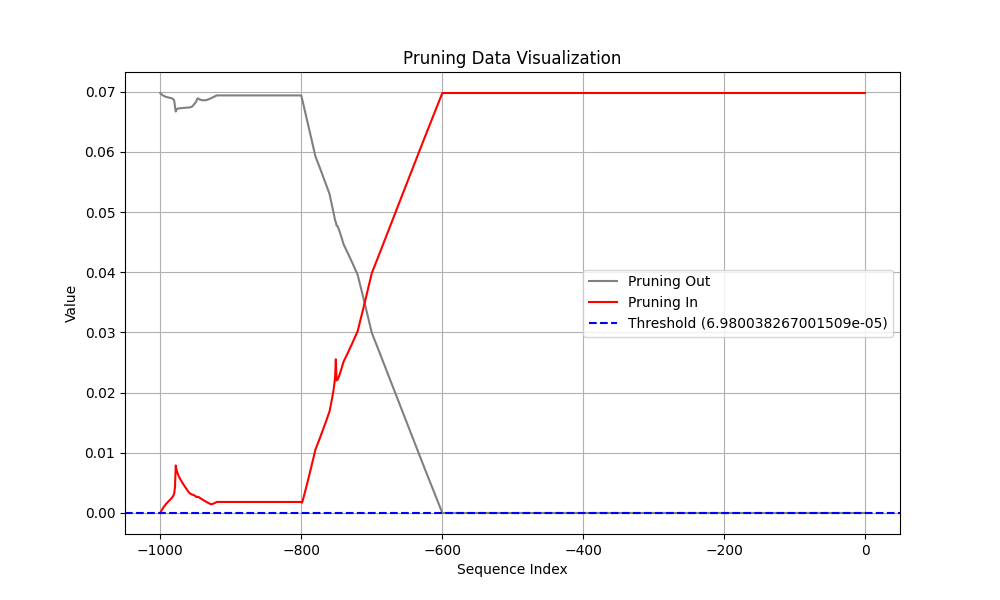 Pruning Data Visualization
0.07
0.06
0.05
0.04
0.03
0.02
0.01
0.00
Value
Pruning Out
Pruning In
Threshold (6.980038267001509e-05)
−1000
−800
−600
−400
−200
0
Sequence Index